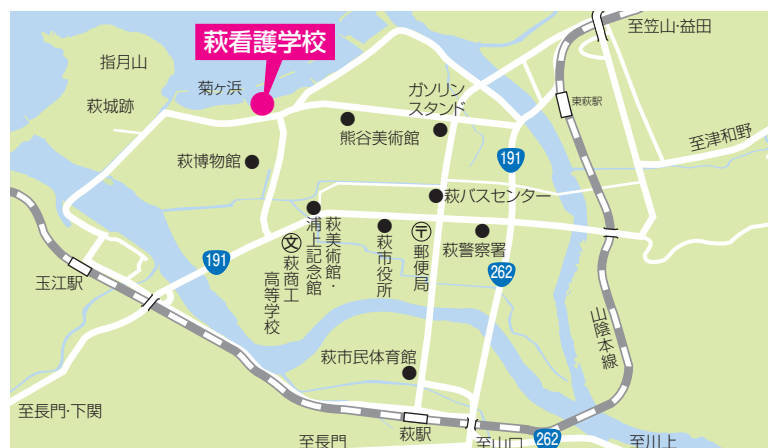 萩看護学校
至笠山・益田
指月山
菊ヶ浜
ガソリン
スタンド
萩城跡
東萩駅
熊谷美術館
至津和野
萩博物館
191
萩バスセンター
萩美術館・
浦上記念館
萩市役所
〒
郵便局
萩警察署
文
萩商工
高等学校
191
262
玉江駅
山陰本線
萩市民体育館
至長門・下関
萩駅
至長門
至山口
262
至川上